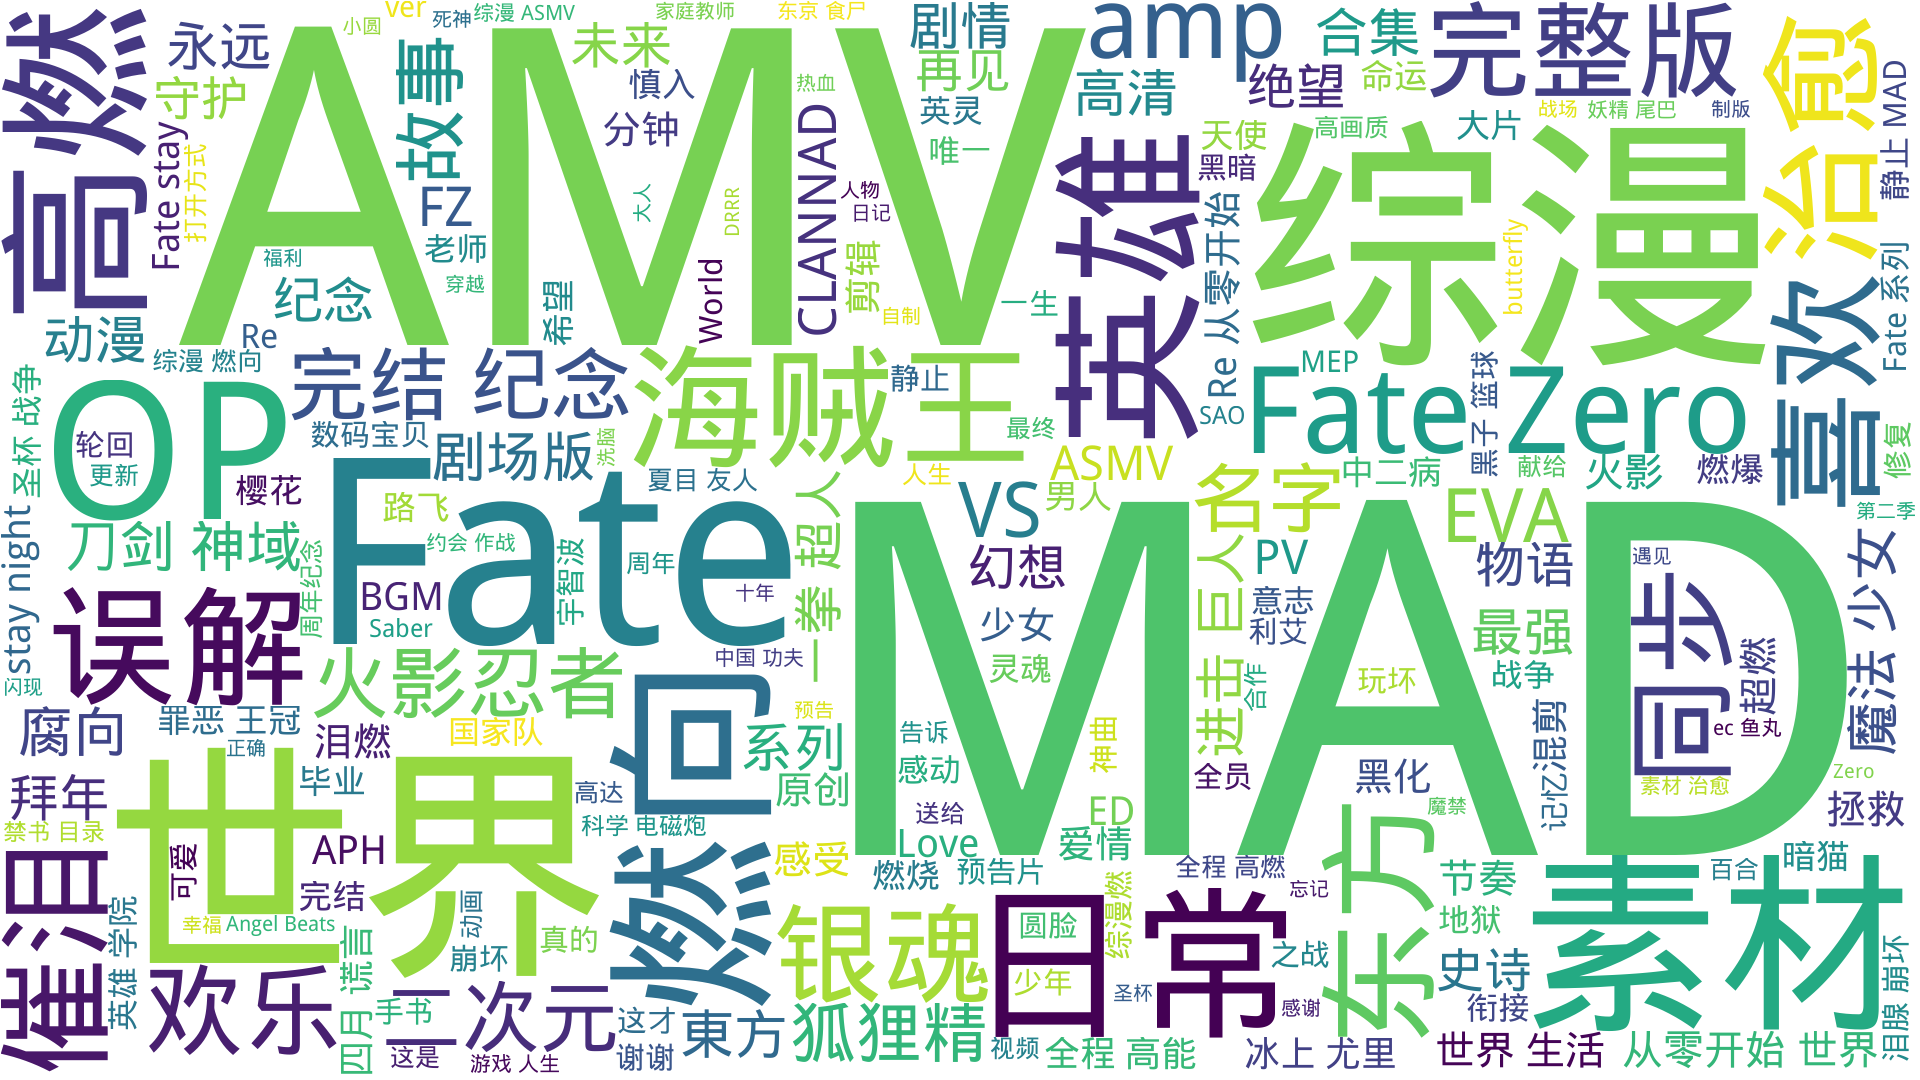 AMV
MAD
Fate
综漫
世界
素材
日常
英雄
燃向
高燃
OP
海贼王
Fate Zero
误解
治愈
喜欢
催泪
东方
银魂
同步
完整版
amp
完结 纪念
火影忍者
欢乐
二次元
狐狸精
東方
名字
进击 巨人
一拳 超人
刀剑 神域
剧场版
故事
永远
守护
未来
剧情
再见
高清
合集
绝望
命运
慎入
分钟
英灵
唯一
天使
黑暗
高画质
大片
战场
妖精 尾巴
制版
静止 MAD
Fate 系列
butterfly
Re 从零开始
CLANNAD
World
剪辑
自制
一生
静止
最终
SAO
MEP
黑子 篮球
献给
火影
燃爆
修复
第二季
中二病
EVA
ASMV
VS
男人
人生
夏目 友人
洗脑
数码宝贝
路飞
约会 作战
宇智波
周年
十年
BGM
Saber
周年纪念
中国 功夫
幻想
少女
灵魂
PV
意志
利艾
物语
最强
战争
遇见
超燃
ec 鱼丸
魔法 少女
拯救
Zero
素材 治愈
记忆
混剪
黑化
玩坏
魔禁
合作
全员
神曲
ED
爱情
Love
送给
感动
告诉
系列
原创
预告
高达
科学 电磁炮
感受
燃烧
预告片
全程 高燃
忘记
综漫燃
圆脸
少年
圣杯
之战
感谢
节奏
地狱
百合
暗猫
史诗
衔接
世界 生活
从零开始 世界
泪腺 崩坏
冰上 尤里
全程 高能
视频
这才
谢谢
真的
动画
崩坏
手书
这是
游戏 人生
四月 谎言
英雄 学院
Angel Beats
幸福
可爱
完结
APH
毕业
泪燃
国家队
罪恶 王冠
正确
腐向
拜年
禁书 目录
闪现
stay night
圣杯 战争
轮回
更新
樱花
综漫 燃向
动漫
Re
纪念
福利
希望
穿越
老师
FZ
Fate stay
打开方式
小圆
ver
死神
综漫 ASMV
家庭教师
东京 食尸
热血
大人
DRRR
人物
日记